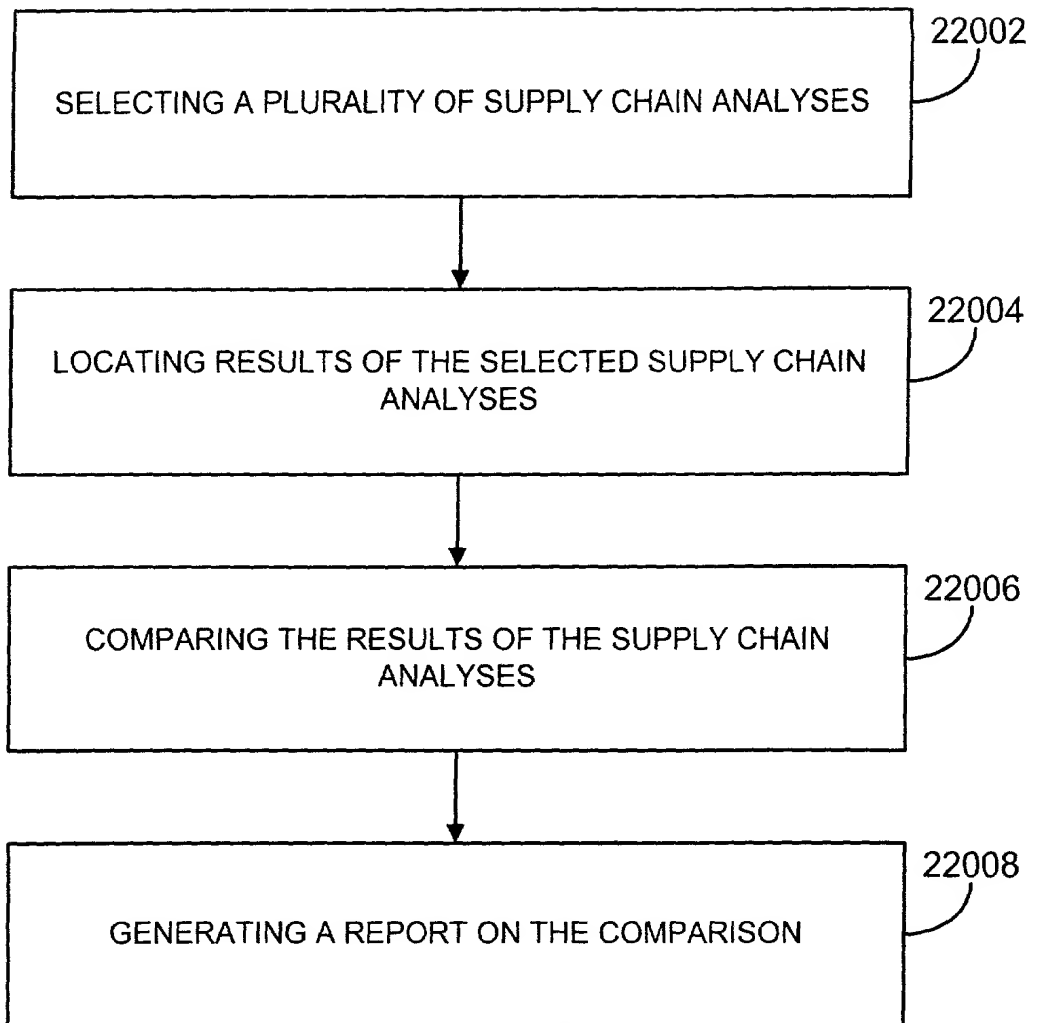 22002
SELECTING A PLURALITY OF SUPPLY CHAIN ANALYSES
22004
LOCATING RESULTS OF THE SELECTED SUPPLY CHAIN
ANALYSES
22006
COMPARING THE RESULTS OF THE SUPPLY CHAIN
ANALYSES
22008
GENERATING A REPORT ON THE COMPARISON